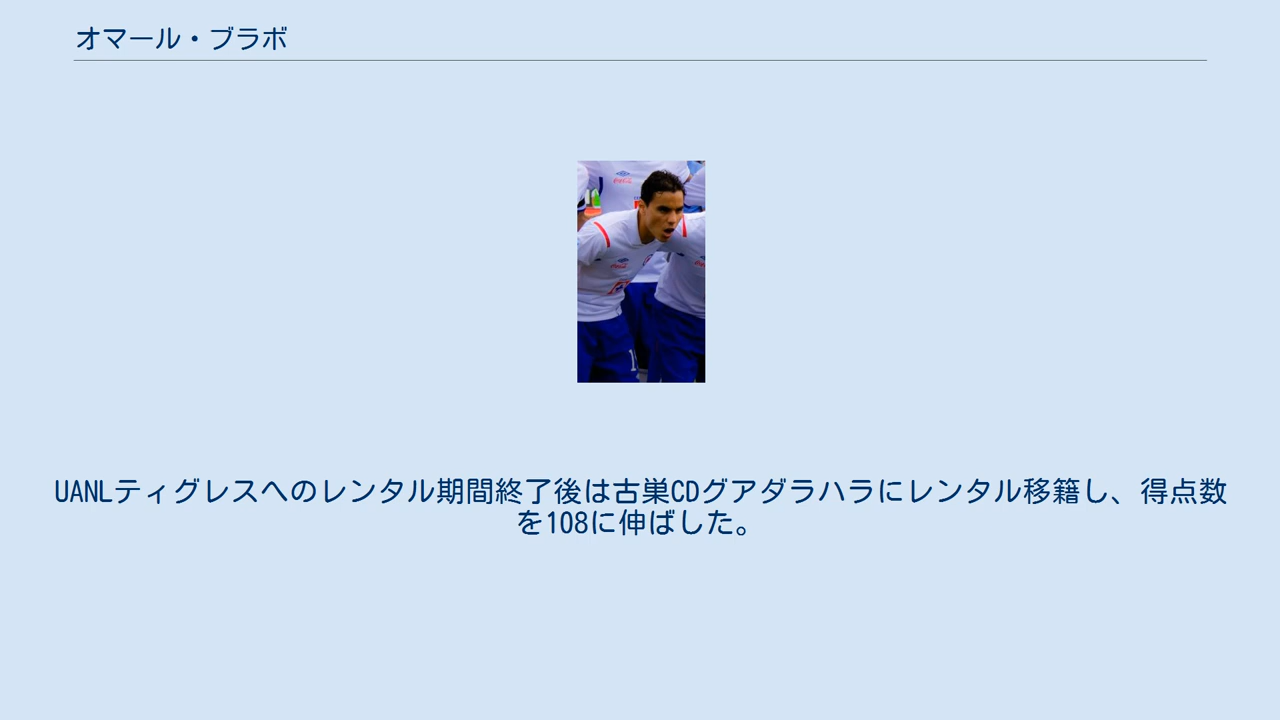 オマール・ブラボ
UANLティグレスへのレンタル期間終了後は古巣CDグアダラハラにレンタル移籍し、得点数
を108に伸ばした。